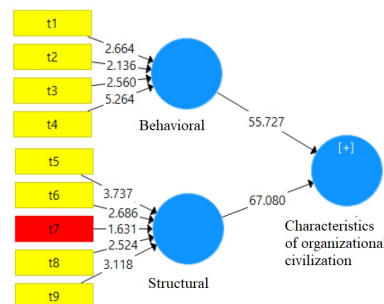 t1
2.664
t2
2.136
t3
2.560
t4
5.264
Behavioral
55.727
[+]
t5
3.737
t6
2.686
67.080
t7
1.631
t8
2.524
t9
3.118
Structural
Characteristics
of organizational
civilization